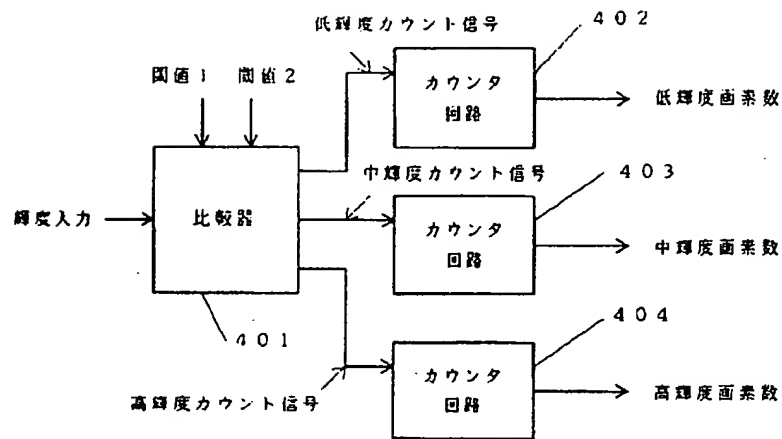 低輝度カウント信号
402
閾値1 閾値2
カウンタ
回路
低輝度画素数
中輝度カウント信号
403
輝度入力
比較器
カウンタ
回路
中輝度画素数
401
404
高輝度カウント信号
カウンタ
回路
高輝度画素数